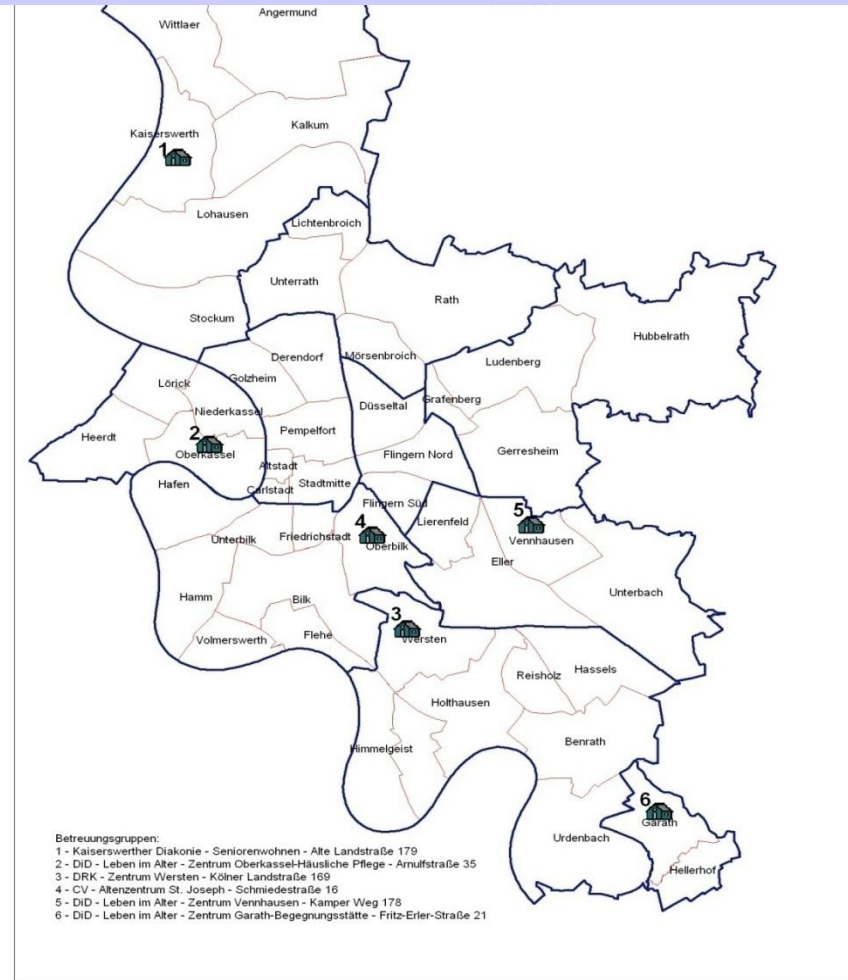 Angermund
Wittlaer
Kalkum
Kaiserswerth
1
Lohausen
Lichtenbroich
Unterrath
Rath
Stockum
Hubbelrath
Derendorf
Mörsenbroich
Ludenberg
Lörick
Golzheim
Grafenberg
Niederkassel
Düsseltal
Heerdt
2
Pempelfort
Oberkassel
Flingern Nord
Gerresheim
Altstadt
Hafen
Carlstadt
Stadtmitte
Flingern Süd
5
4
Lierenfeld
Unterbilk
Friedrichstadt
Oberbilk
Vennhausen
Eller
Hamm
Bilk
Unterbach
3
Volmerswerth
Flehe
Wersten
Hassels
Reisholz
Holthausen
Himmelgeist
Benrath
6
Garath
Urdenbach
Hellerhof
Betreuungsgruppen:
1 - Kaiserswerther Diakonie - Seniorenwohnen - Alte Landstraße 179
2 - DiD - Leben im Alter - Zentrum Oberkassel-Häusliche Pflege - Arnulfstraße 35
3 - DRK - Zentrum Wersten - Kölner Landstraße 169
4 - CV - Altenzentrum St. Joseph - Schmiedestraße 16
5 - DiD - Leben im Alter - Zentrum Vennhausen - Kamper Weg 178
6 - DiD - Leben im Alter - Zentrum Garath-Begegnungsstätte - Fritz-Erler-Straße 21